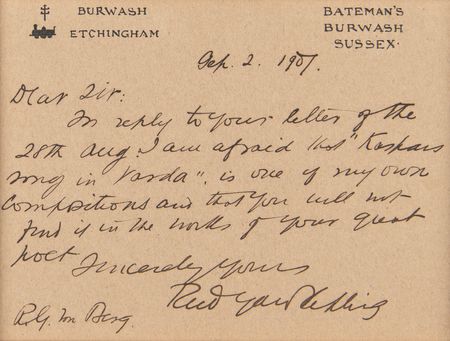 BURWASH
ETCHINGHAM
BATEMAN'S
BURWASH
SUSSEX.
Sep. 2. 1907.
Dear Sir:
In reply to your letter of the
28th Aug: I am afraid that "Kaspar's
song in Varda", is one of my own
compositions and that you will not
find it in the works of your great
poet
Sincerely yours
Rudyard Kipling
R.G. Berg.